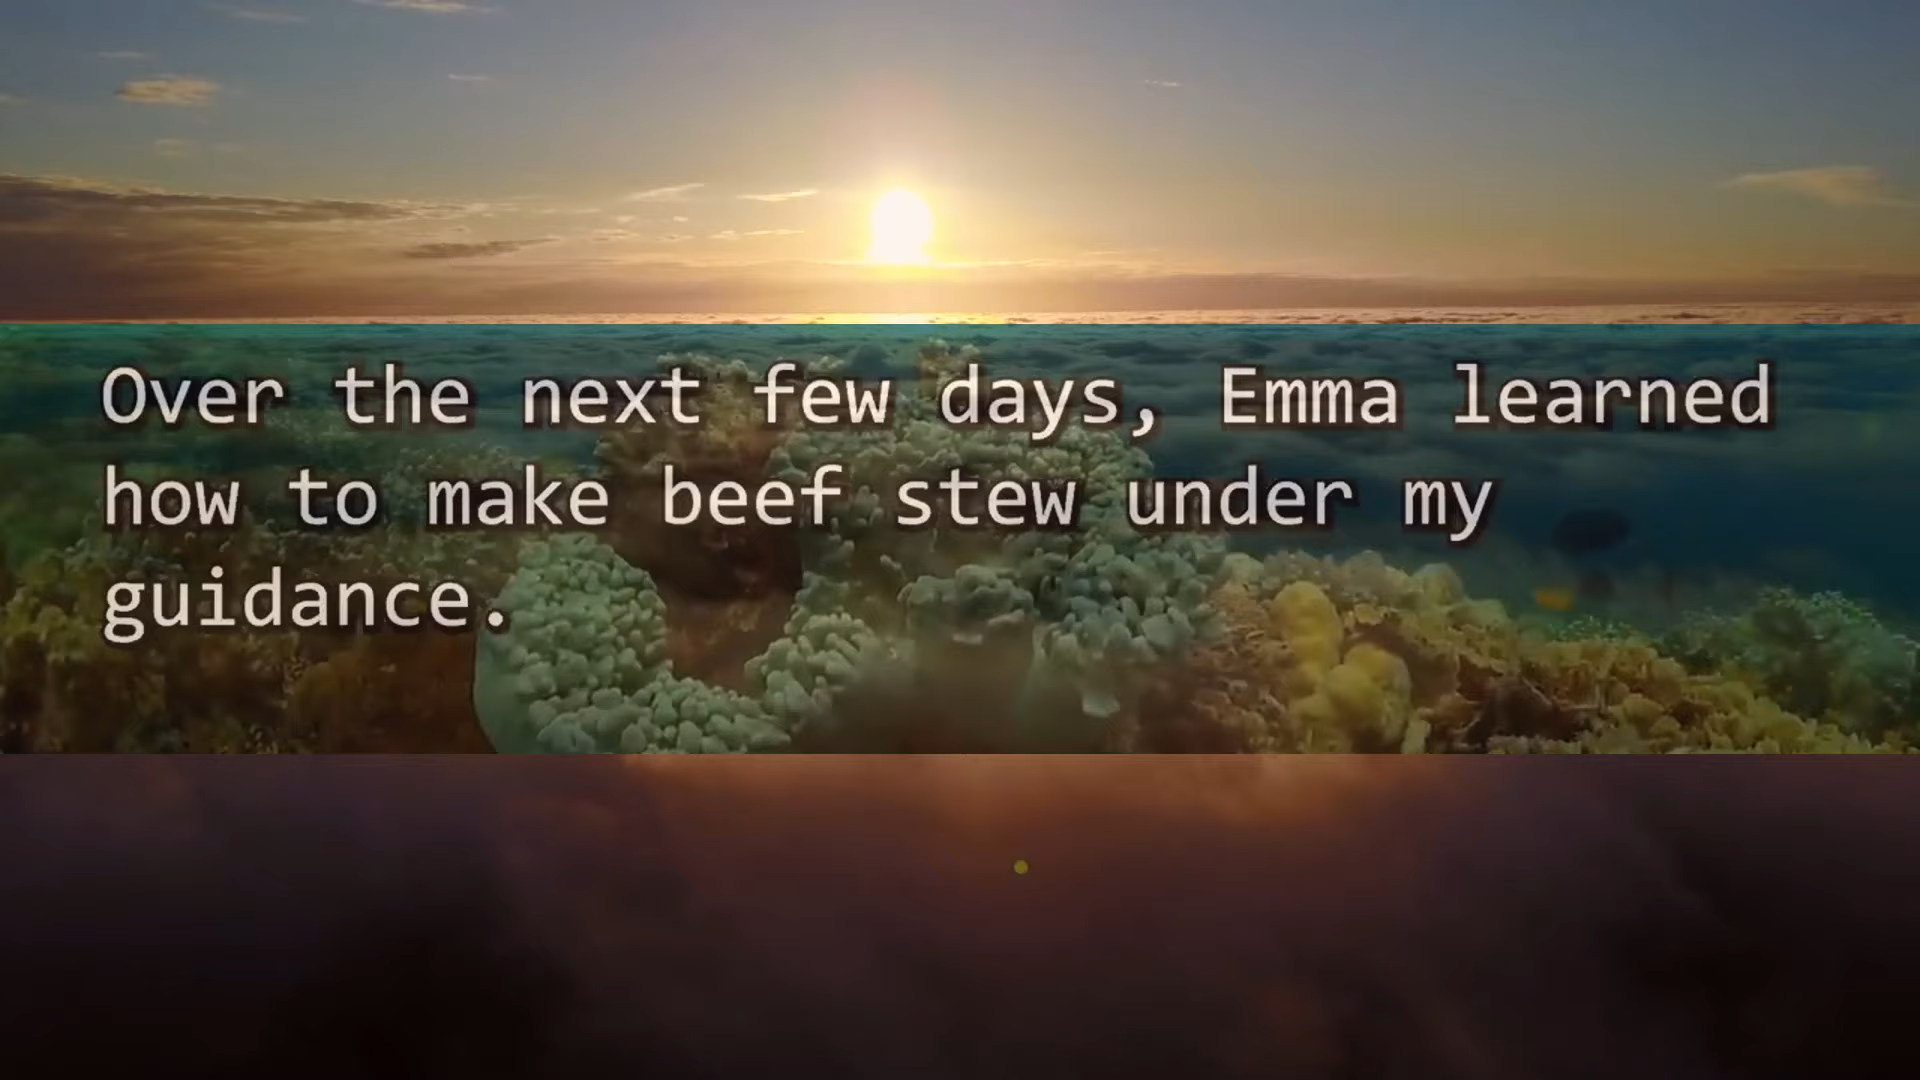 Over the next few days, Emma learned
how to make beef stew under my
guidance.